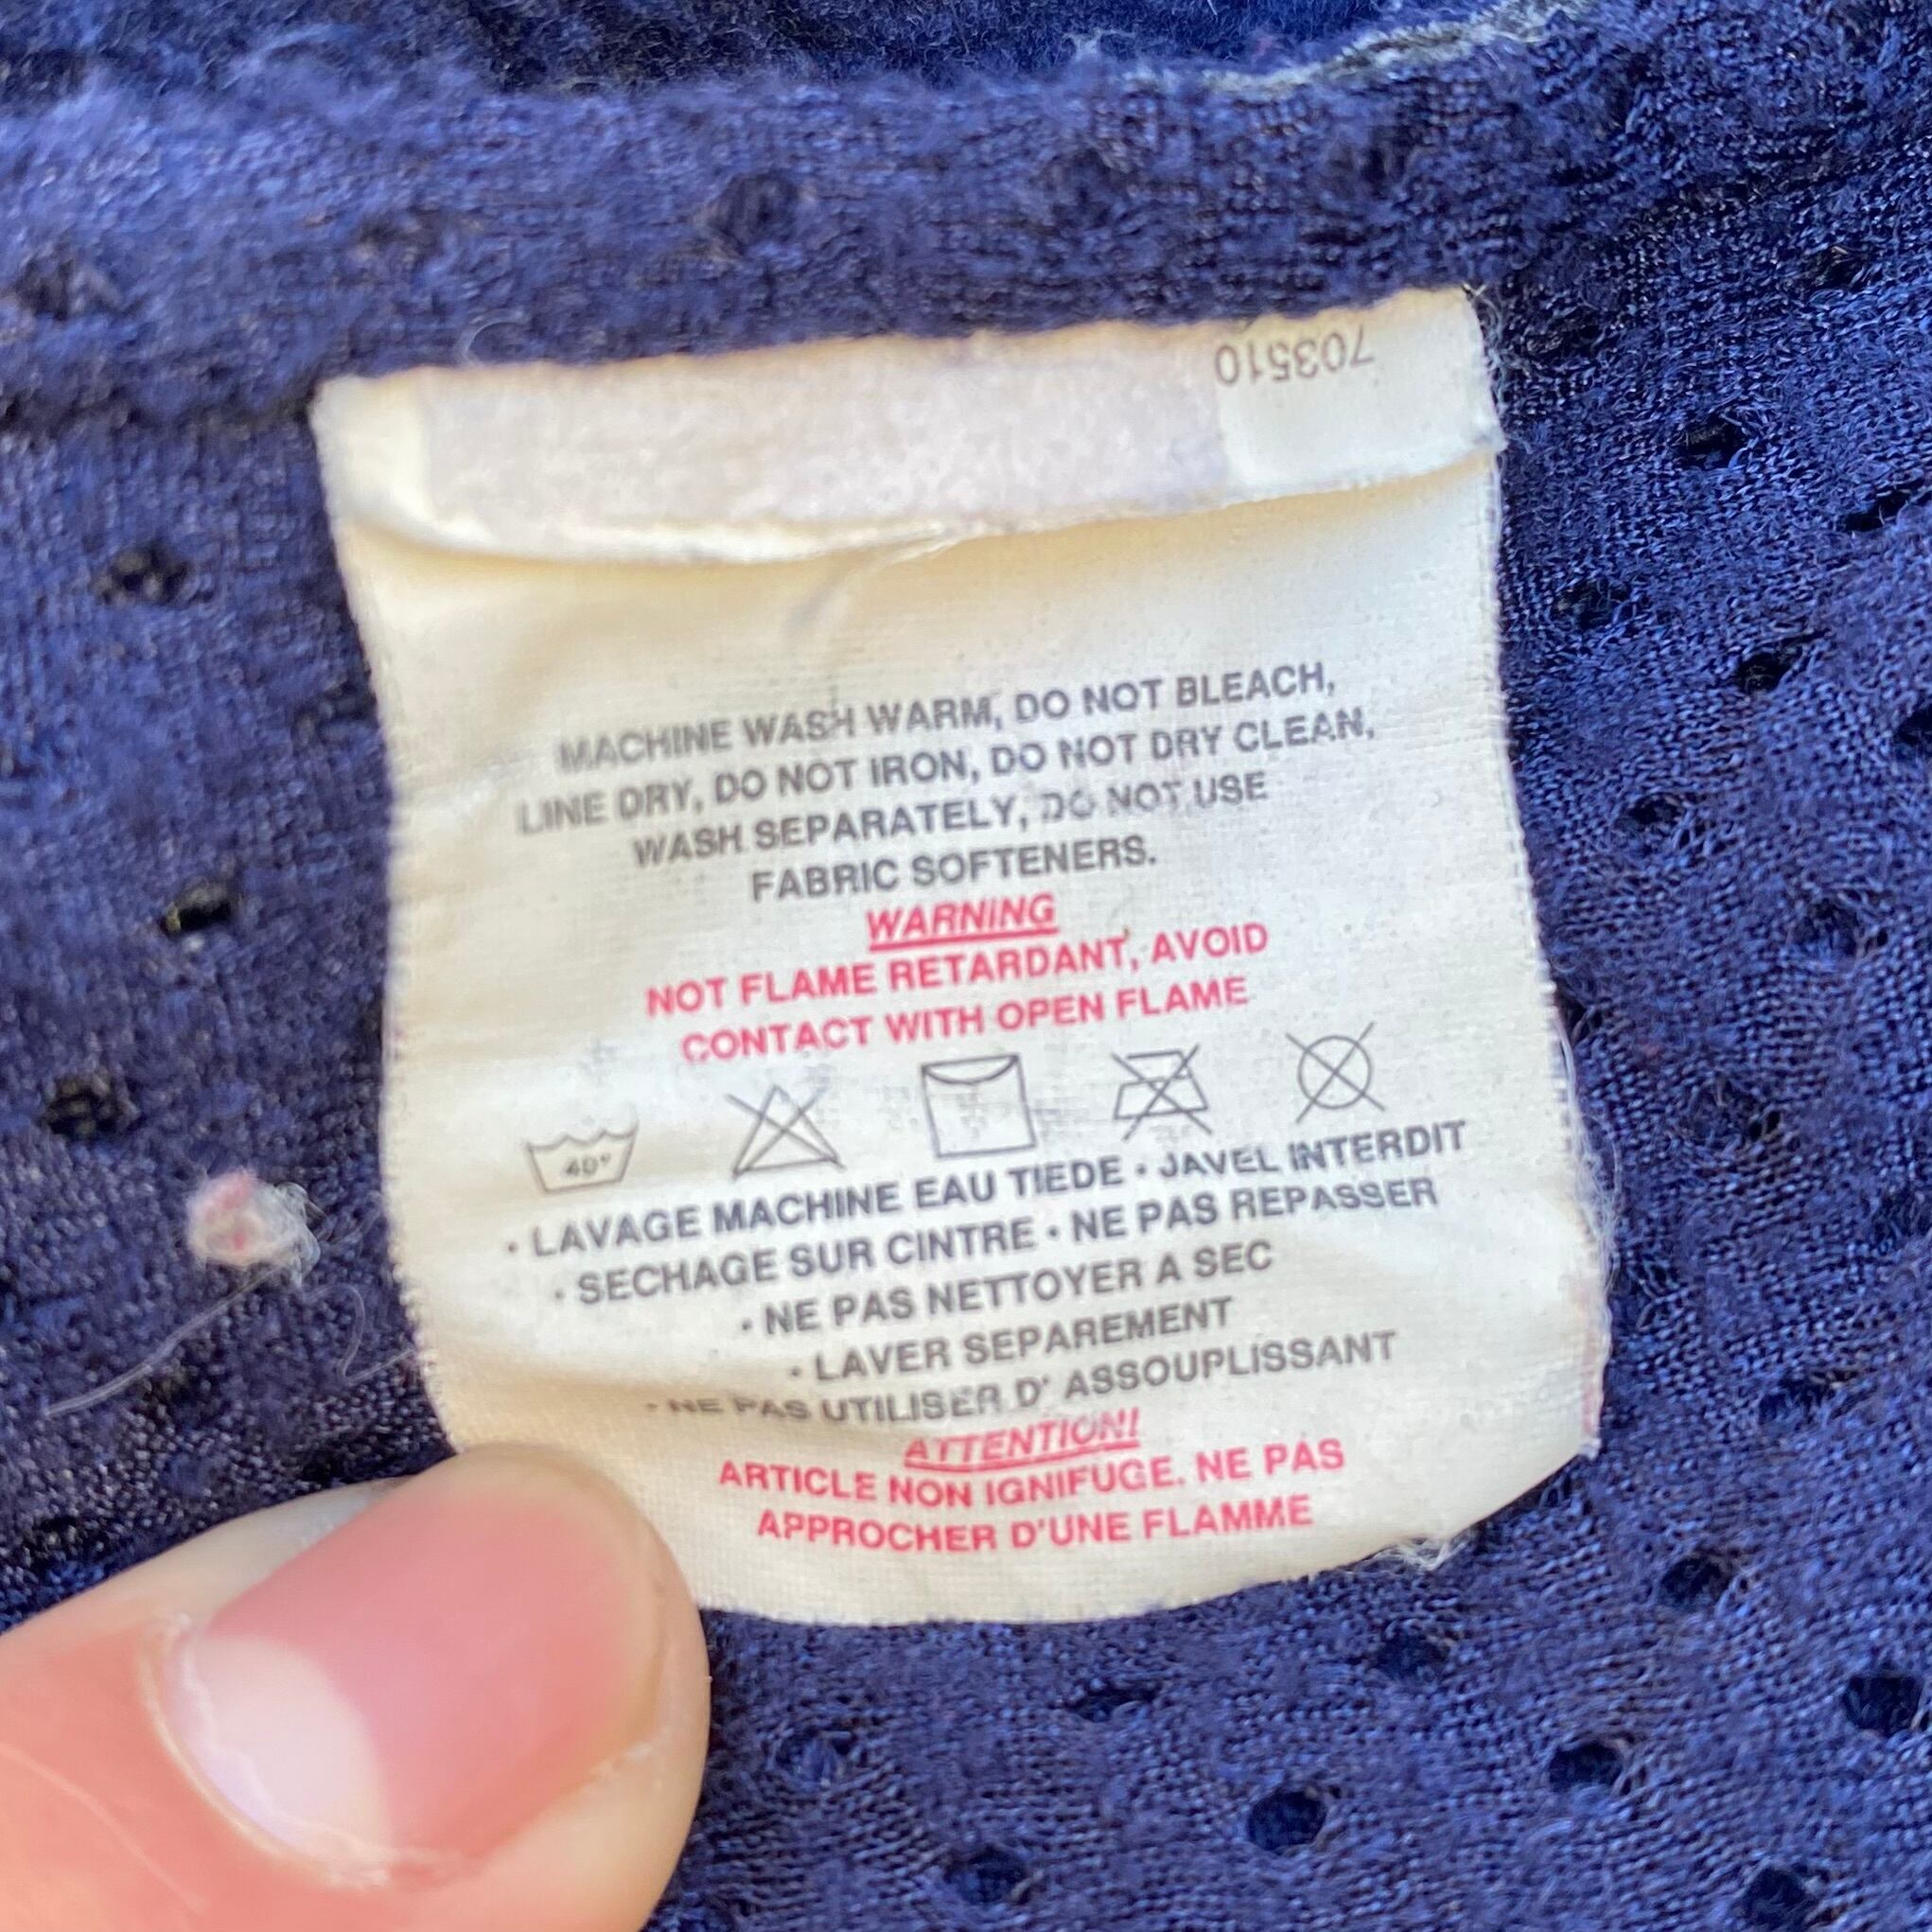 703510
MACHINE WASH WARM, DO NOT BLEACH,
LINE DRY, DO NOT IRON, DO NOT DRY CLEAN,
WASH SEPARATELY, DO NOT USE
FABRIC SOFTENERS.
WARNING
NOT FLAME RETARDANT, AVOID
CONTACT WITH OPEN FLAME
40°
· LAVAGE MACHINE EAU TIEDE · JAVEL INTERDIT
· SECHAGE SUR CINTRE · NE PAS REPASSER
· NE PAS NETTOYER A SEC
· LAVER SEPAREMENT
· NE PAS UTILISER D' ASSOUPLISSANT
ATTENTION!
ARTICLE NON IGNIFUGE. NE PAS
APPROCHER D'UNE FLAMME